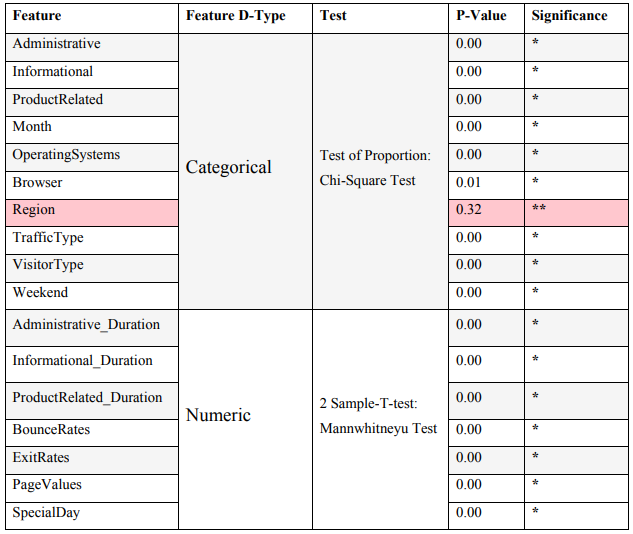 Feature Feature D-Type Test P-Value Significance
Administrative 0.00 *
Informational 0.00 *
ProductRelated 0.00 *
Month 0.00 *
OperatingSystems 0.00 *
Categorical
Test of Proportion:
Chi-Square Test
Browser 0.01 *
Region 0.32 **
TrafficType 0.00 *
VisitorType 0.00 *
Weekend 0.00 *
Administrative_Duration 0.00 *
Informational_Duration 0.00 *
ProductRelated_Duration 0.00 *
Numeric
2 Sample-T-test:
Mannwhitneyu Test
BounceRates 0.00 *
ExitRates 0.00 *
PageValues 0.00 *
SpecialDay 0.00 *